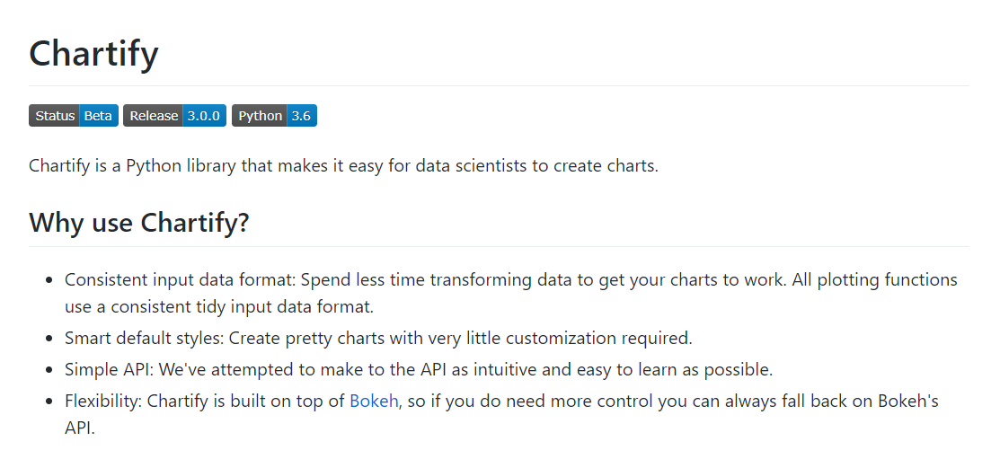 Chartify
Status Beta Release 3.0.0 Python 3.6
Chartify is a Python library that makes it easy for data scientists to create charts.
Why use Chartify?
• Consistent input data format: Spend less time transforming data to get your charts to work. All plotting functions
use a consistent tidy input data format.
• Smart default styles: Create pretty charts with very little customization required.
• Simple API: We've attempted to make to the API as intuitive and easy to learn as possible.
• Flexibility: Chartify is built on top of Bokeh, so if you do need more control you can always fall back on Bokeh's
API.